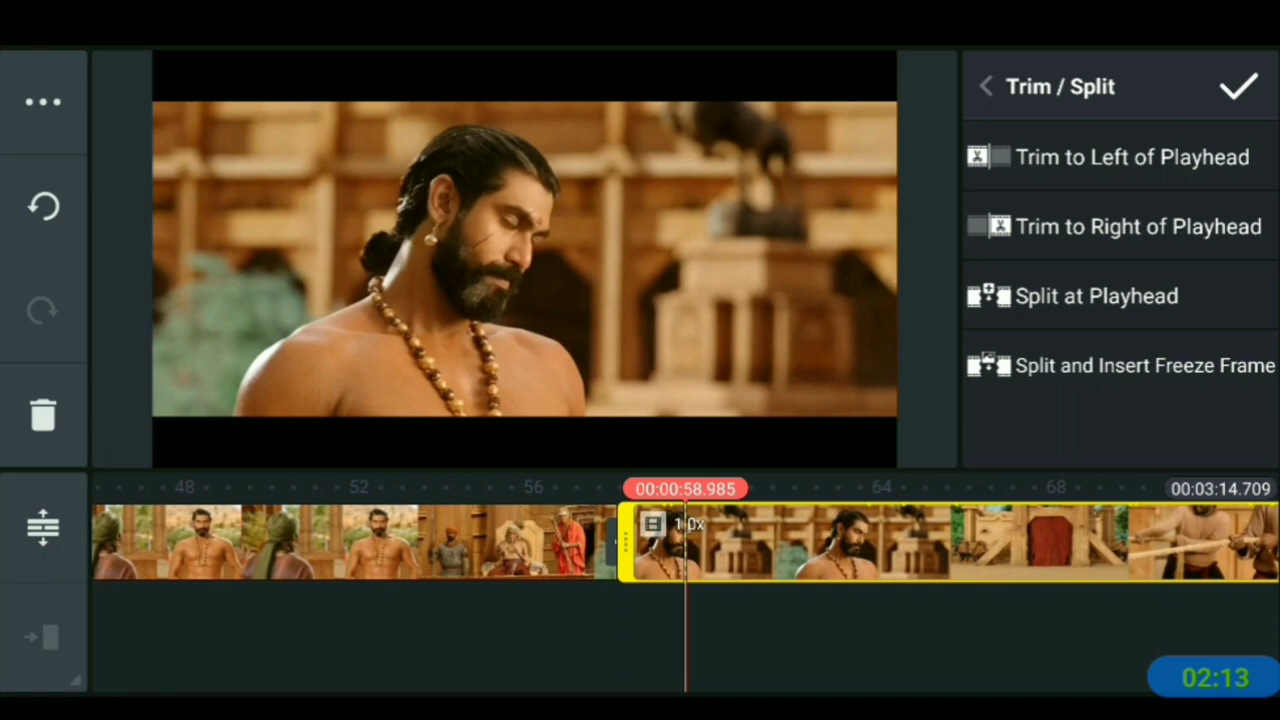 Trim / Split
Trim to Left of Playhead
Trim to Right of Playhead
Split at Playhead
Split and Insert Freeze Frame
48
52
56
00:00:58.985
64
68
00:03:14.709
1.0x
02:13